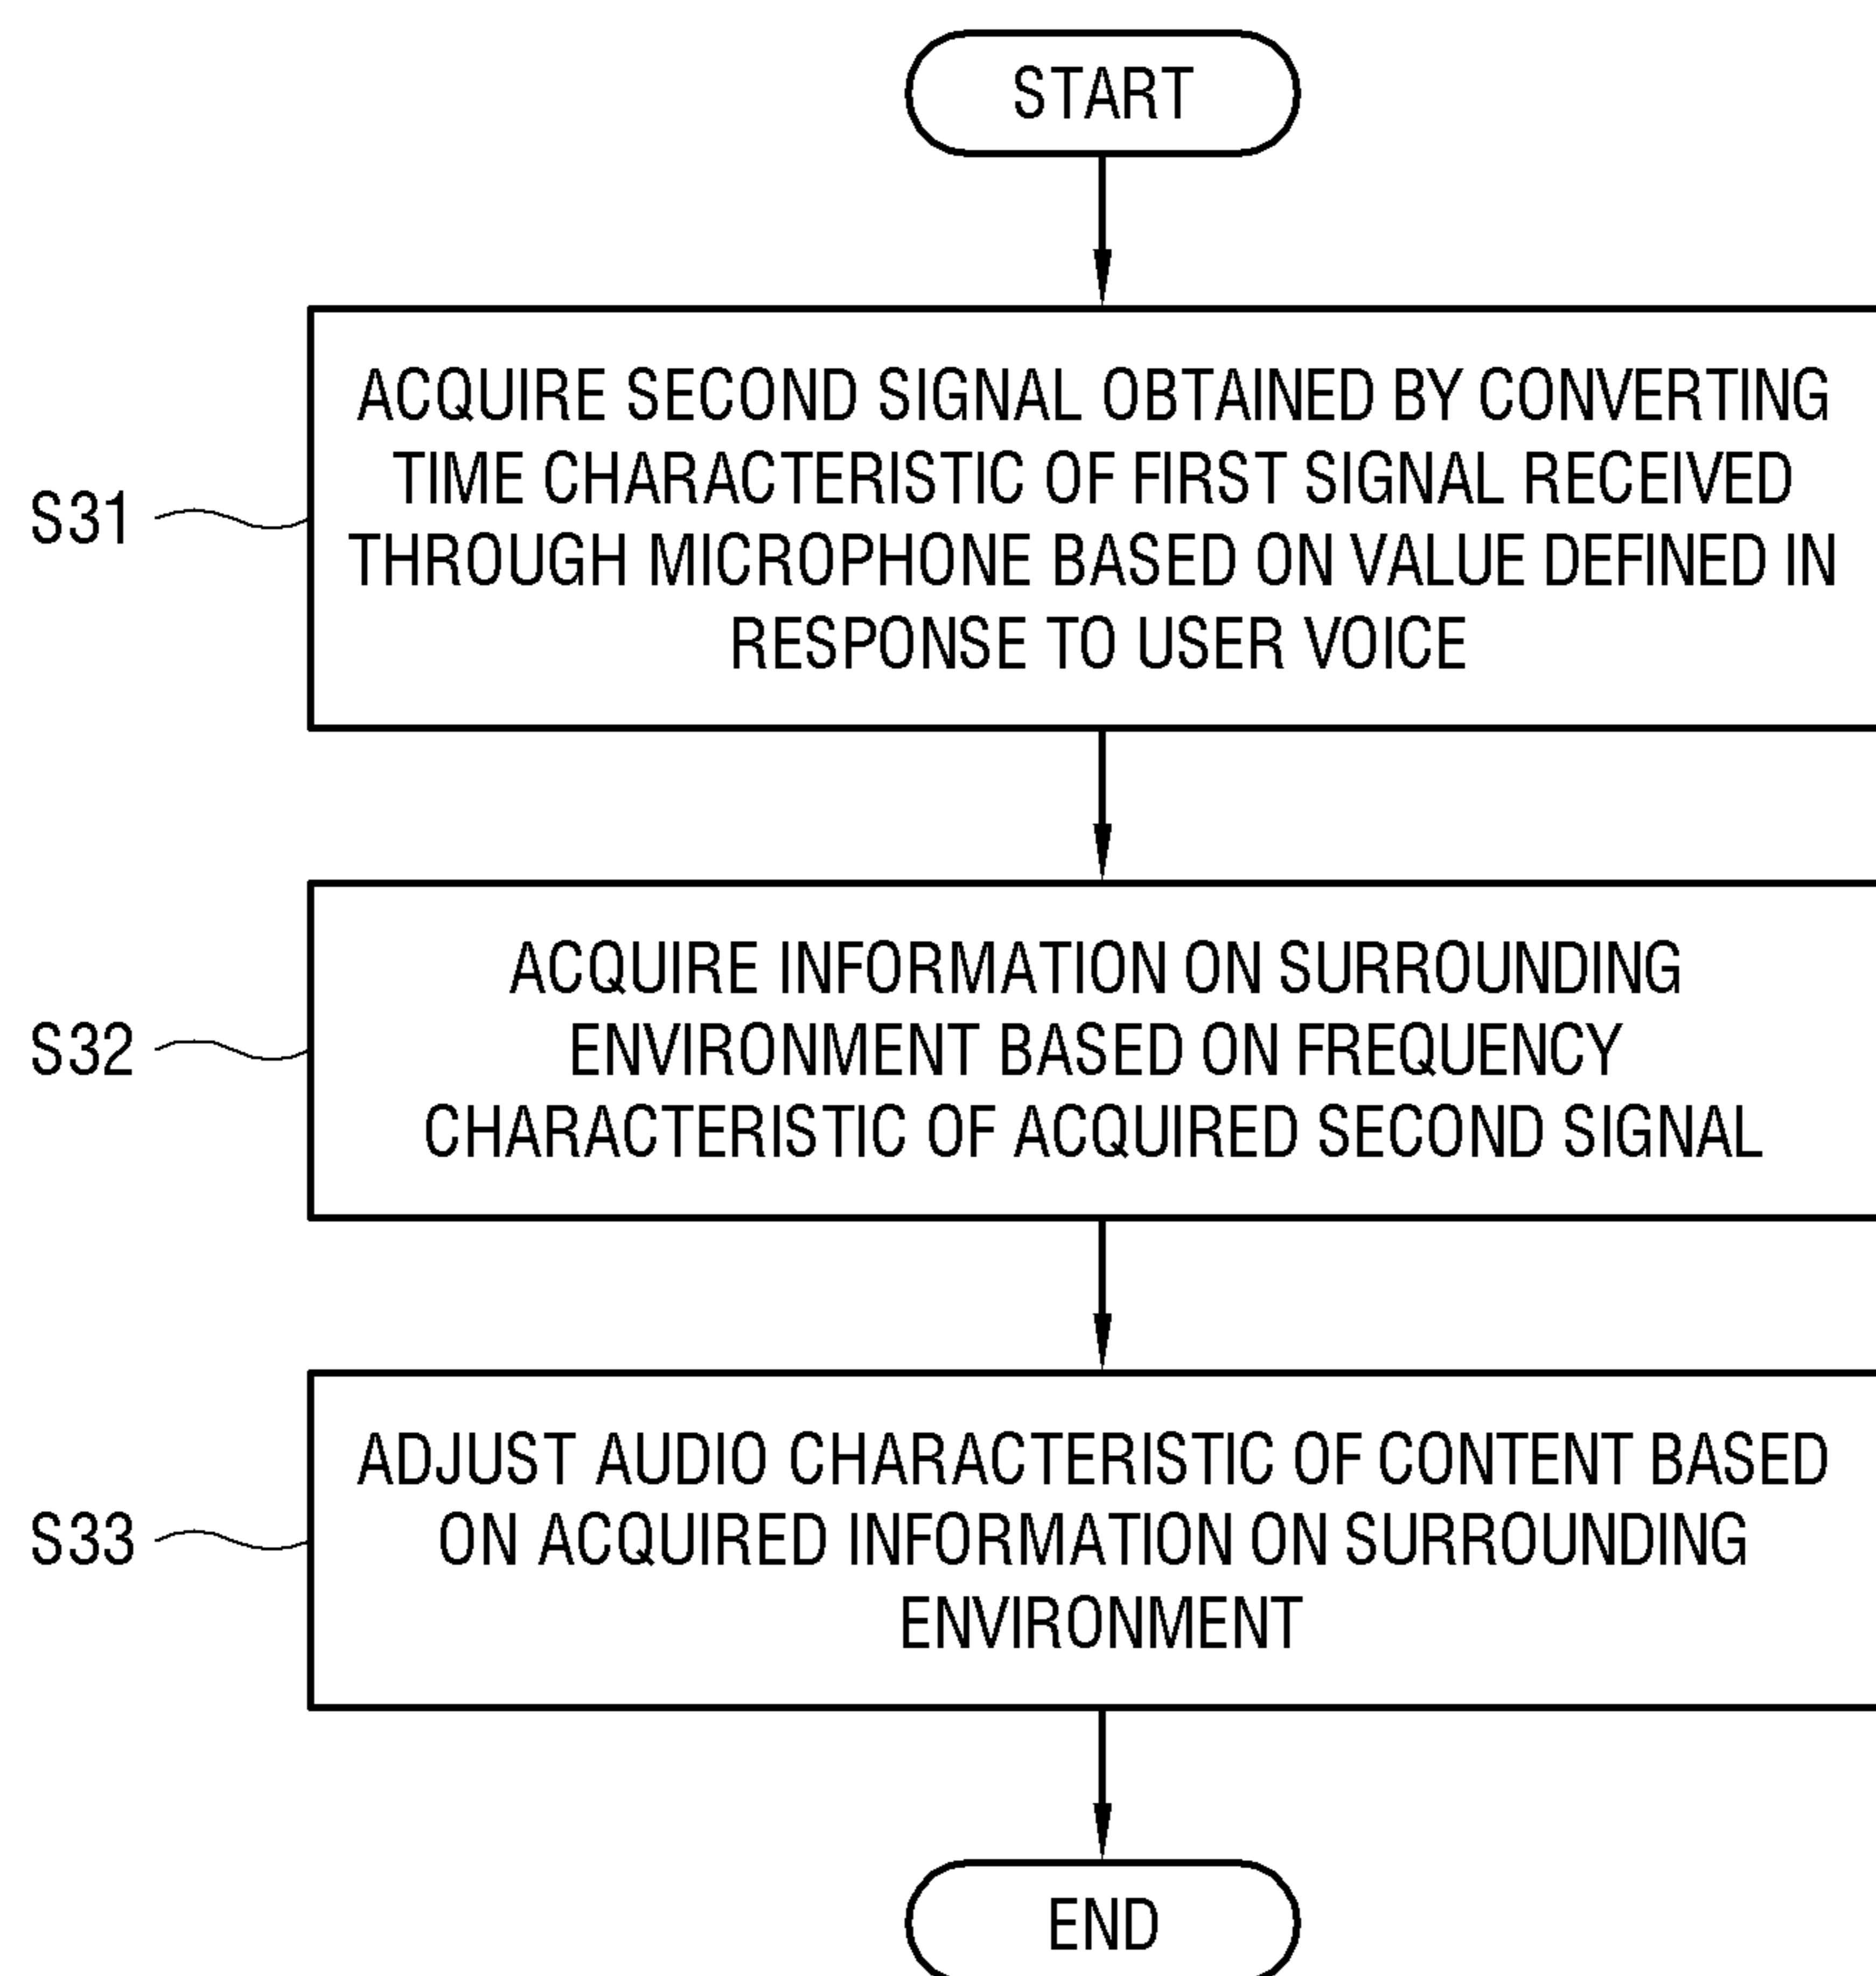 START
ACQUIRE SECOND SIGNAL OBTAINED BY CONVERTING
TIME CHARACTERISTIC OF FIRST SIGNAL RECEIVED
THROUGH MICROPHONE BASED ON VALUE DEFINED IN
RESPONSE TO USER VOICE
S31
ACQUIRE INFORMATION ON SURROUNDING
ENVIRONMENT BASED ON FREQUENCY
CHARACTERISTIC OF ACQUIRED SECOND SIGNAL
S32
ADJUST AUDIO CHARACTERISTIC OF CONTENT BASED
ON ACQUIRED INFORMATION ON SURROUNDING
ENVIRONMENT
S33
END